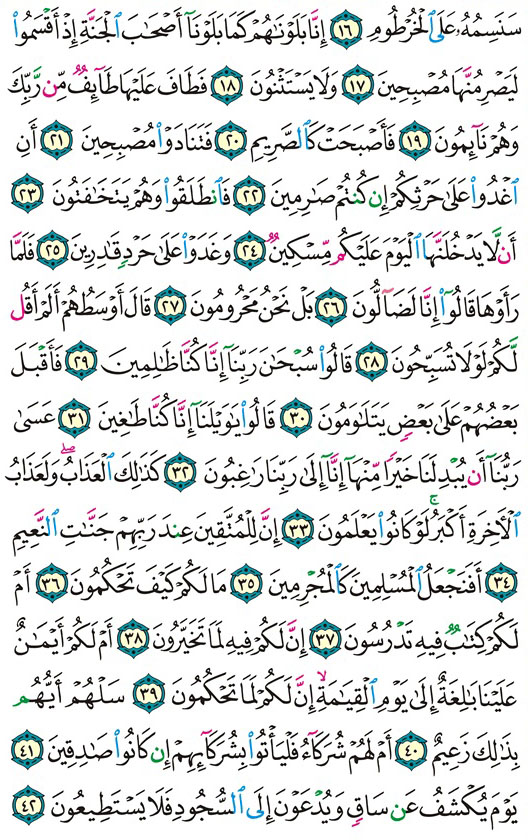 سَنَسِمُهُۥ عَلَى ٱلْخُرْطُومِ ١٦ إِنَّا بَلَوْنَٰهُمْ كَمَا بَلَوْنَآ أَصْحَٰبَ ٱلْجَنَّةِ إِذْ أَقْسَمُوا۟
لَيَصْرِمُنَّهَا مُصْبِحِينَ ١٧ وَلَا يَسْتَثْنُونَ ١٨ فَطَافَ عَلَيْهَا طَآئِفٌ مِّن رَّبِّكَ
وَهُمْ نَآئِمُونَ ١٩ فَأَصْبَحَتْ كَٱلصَّرِيمِ ٢٠ فَتَنَادَوْا۟ مُصْبِحِينَ ٢١ أَنِ
ٱغْدُوا۟ عَلَىٰ حَرْثِكُمْ إِن كُنتُمْ صَٰرِمِينَ ٢٢ فَٱنطَلَقُوا۟ وَهُمْ يَتَخَٰفَتُونَ ٢٣
أَن لَّا يَدْخُلَنَّهَا ٱلْيَوْمَ عَلَيْكُم مِّسْكِينٌ ٢٤ وَغَدَوْا۟ عَلَىٰ حَرْدٍ قَٰدِرِينَ ٢٥ فَلَمَّا
رَأَوْهَا قَالُوٓا۟ إِنَّا لَضَآلُّونَ ٢٦ بَلْ نَحْنُ مَحْرُومُونَ ٢٧ قَالَ أَوْسَطُهُمْ أَلَمْ أَقُل
لَّكُمْ لَوْلَا تُسَبِّحُونَ ٢٨ قَالُوا۟ سُبْحَٰنَ رَبِّنَآ إِنَّا كُنَّا ظَٰلِمِينَ ٢٩ فَأَقْبَلَ
بَعْضُهُمْ عَلَىٰ بَعْضٍ يَتَلَٰوَمُونَ ٣٠ قَالُوا۟ يَٰوَيْلَنَآ إِنَّا كُنَّا طَٰغِينَ ٣١ عَسَىٰ
رَبُّنَآ أَن يُبْدِلَنَا خَيْرًا مِّنْهَآ إِنَّآ إِلَىٰ رَبِّنَا رَٰغِبُونَ ٣٢ كَذَٰلِكَ ٱلْعَذَابُ ۖ وَلَعَذَابُ
ٱلْءَاخِرَةِ أَكْبَرُ ۚ لَوْ كَانُوا۟ يَعْلَمُونَ ٣٣ إِنَّ لِلْمُتَّقِينَ عِندَ رَبِّهِمْ جَنَّٰتِ ٱلنَّعِيمِ
٣٤ أَفَنَجْعَلُ ٱلْمُسْلِمِينَ كَٱلْمُجْرِمِينَ ٣٥ مَا لَكُمْ كَيْفَ تَحْكُمُونَ ٣٦ أَمْ
لَكُمْ كِتَٰبٌ فِيهِ تَدْرُسُونَ ٣٧ إِنَّ لَكُمْ فِيهِ لَمَا تَخَيَّرُونَ ٣٨ أَمْ لَكُمْ أَيْمَٰنٌ
عَلَيْنَا بَٰلِغَةٌ إِلَىٰ يَوْمِ ٱلْقِيَٰمَةِ ۙ إِنَّ لَكُمْ لَمَا تَحْكُمُونَ ٣٩ سَلْهُمْ أَيُّهُم
بِذَٰلِكَ زَعِيمٌ ٤٠ أَمْ لَهُمْ شُرَكَآءُ فَلْيَأْتُوا۟ بِشُرَكَآئِهِمْ إِن كَانُوا۟ صَٰدِقِينَ ٤١
يَوْمَ يُكْشَفُ عَن سَاقٍ وَيُدْعَوْنَ إِلَى ٱلسُّجُودِ فَلَا يَسْتَطِيعُونَ ٤٢